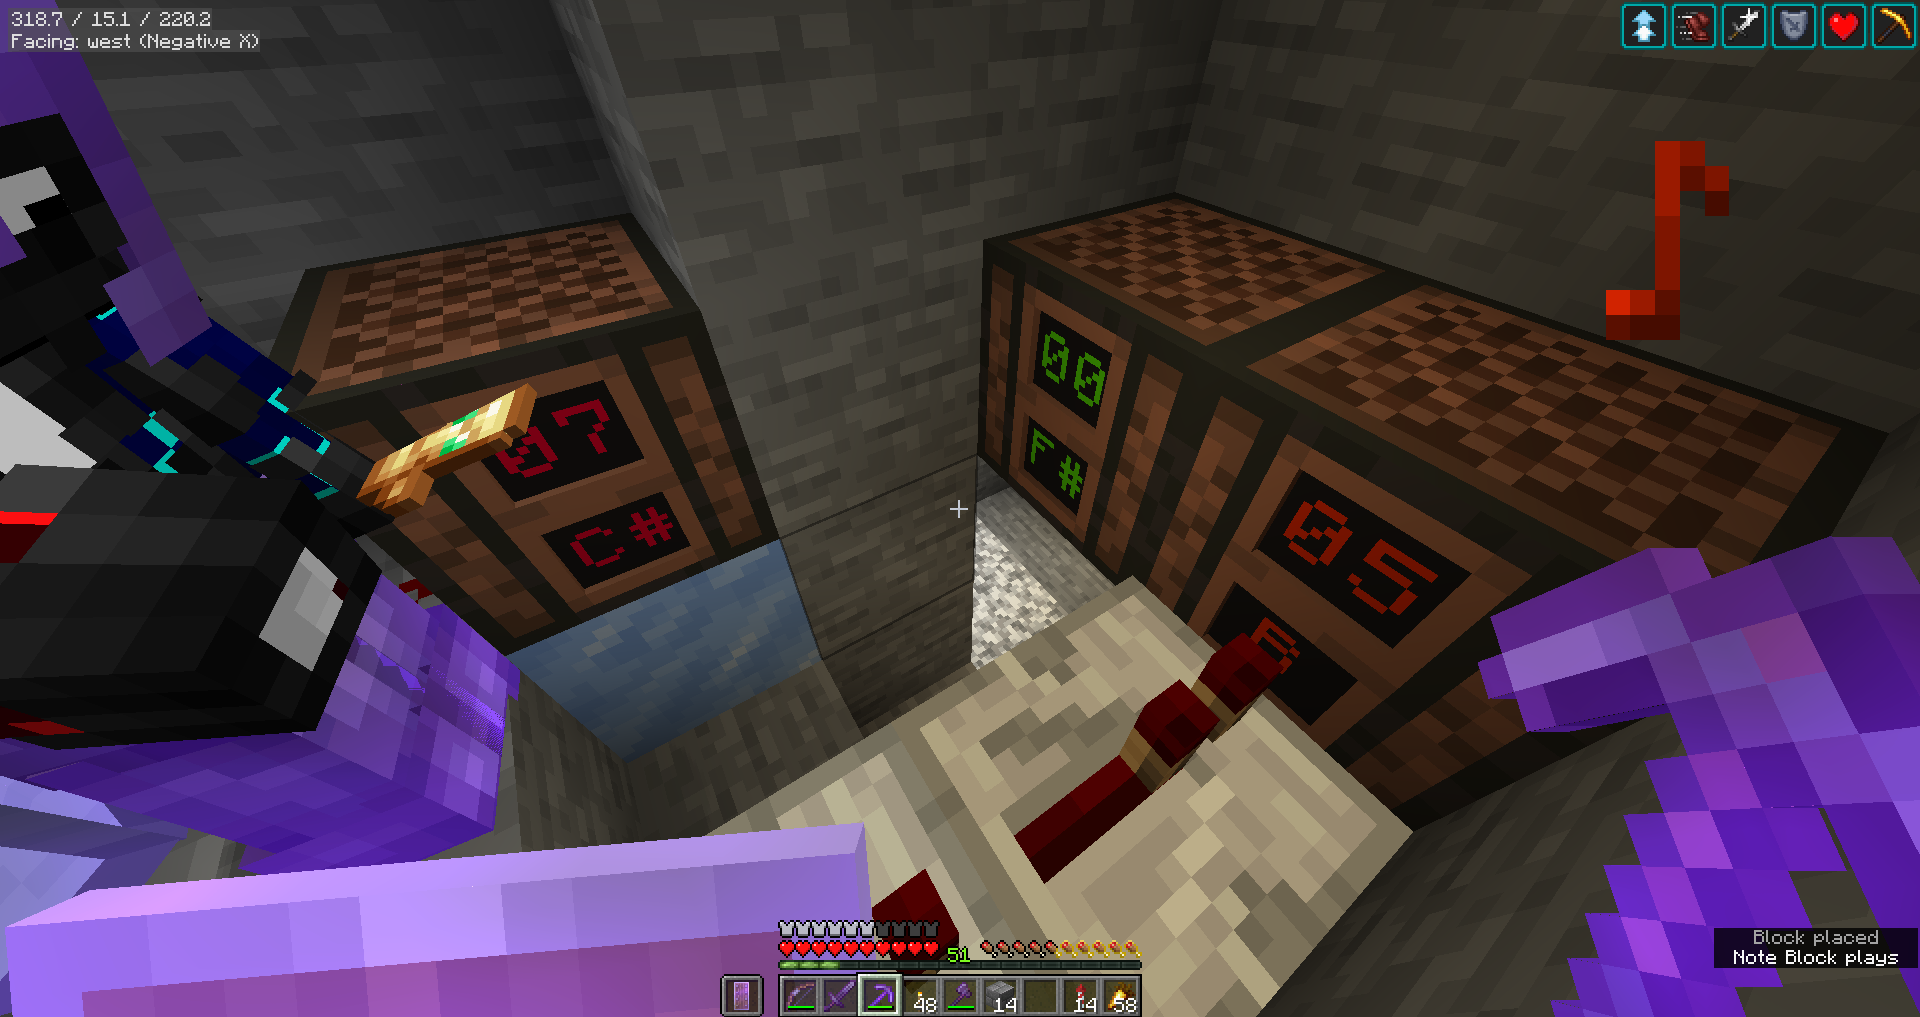 318.7 / 15.1 / 220.2
Facing: west (Negative X)
07
C#
00
F#
05
B
51
48
14
14
58
Block placed
Note Block plays